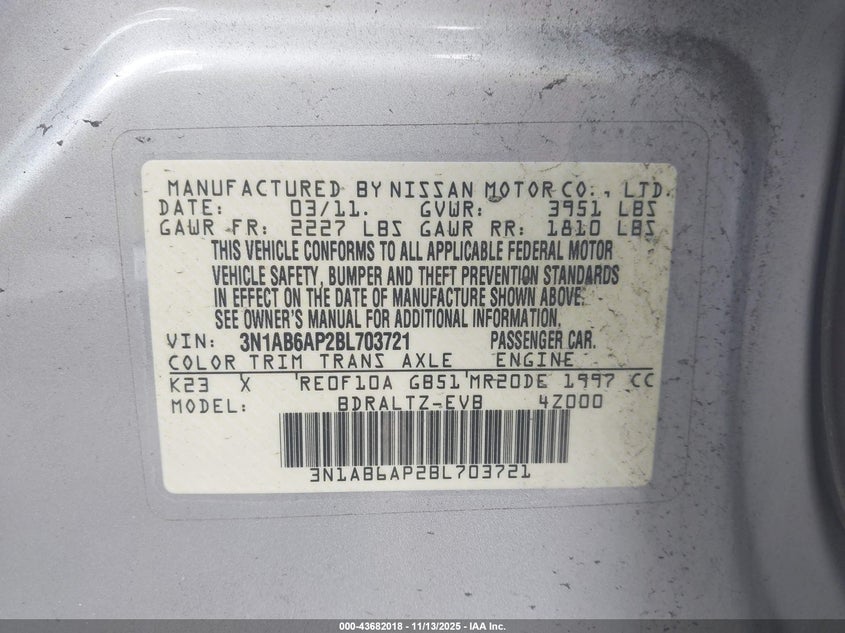 MANUFACTURED BY NISSAN MOTOR CO., LTD.
DATE: 03/11. GVWR: 3951 LBS
GAWR FR: 2227 LBS GAWR RR: 1810 LBS
THIS VEHICLE CONFORMS TO ALL APPLICABLE FEDERAL MOTOR
VEHICLE SAFETY, BUMPER AND THEFT PREVENTION STANDARDS
IN EFFECT ON THE DATE OF MANUFACTURE SHOWN ABOVE.
SEE OWNER'S MANUAL FOR ADDITIONAL INFORMATION.
VIN: 3N1AB6AP2BL703721 PASSENGER CAR.
COLOR TRIM TRANS AXLE ENGINE
K23 X RE0F10A GB51 MR20DE 1997 CC
MODEL: BDRALTZ-EVB 4Z000
3N1AB6AP2BL703721
000-43682018 - 11/13/2025 - IAA Inc.